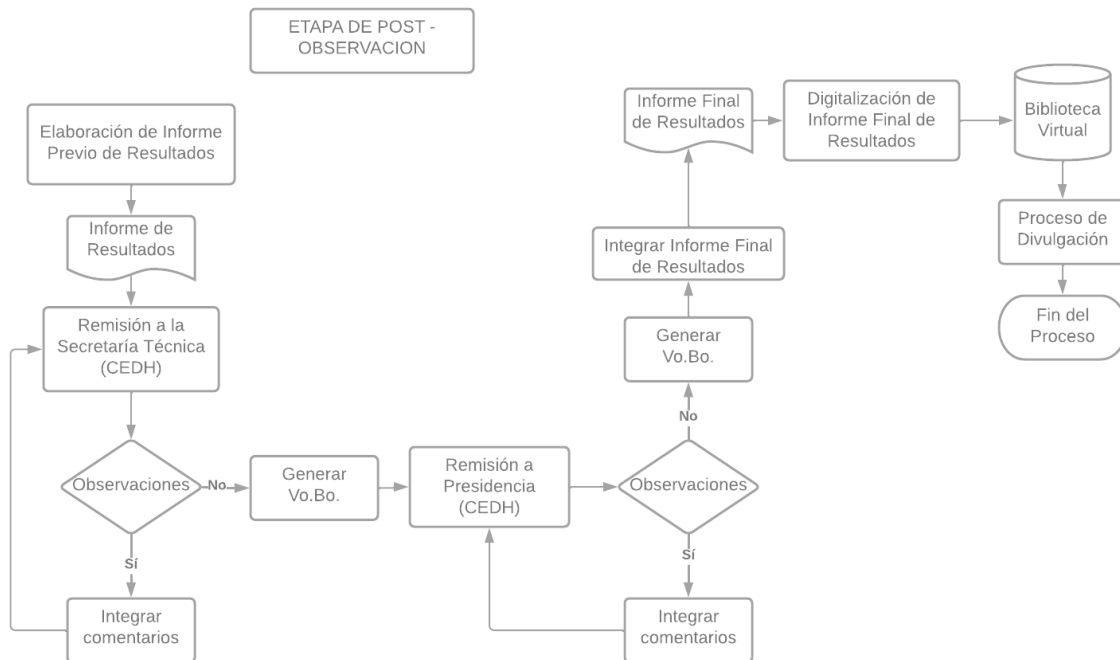 ETAPA DE POST -
OBSERVACION
Elaboración de Informe
Previo de Resultados
Informe de
Resultados
Remisión a la
Secretaría Técnica
(CEDH)
Observaciones
No
Sí
Integrar
comentarios
Generar
Vo.Bo.
Remisión a
Presidencia
(CEDH)
Observaciones
Sí
Integrar
comentarios
No
Generar
Vo.Bo.
Integrar Informe Final
de Resultados
Informe Final
de Resultados
Digitalización de
Informe Final de
Resultados
Biblioteca
Virtual
Proceso de
Divulgación
Fin del
Proceso